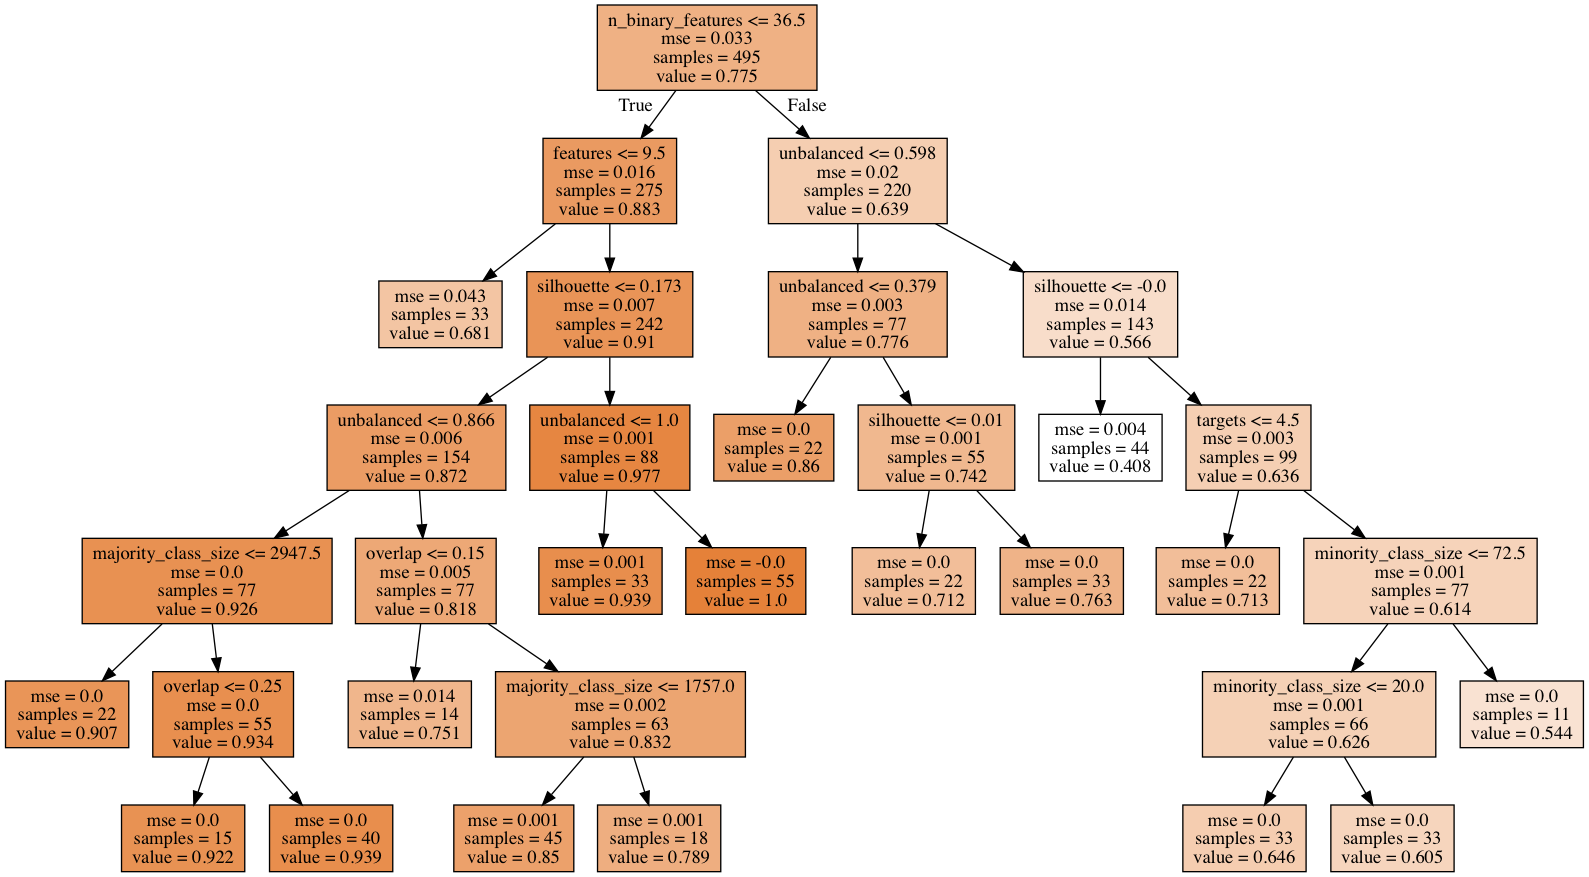 n_binary_features <= 36.5
mse = 0.033
samples = 495
value = 0.775
True
False
features <= 9.5
mse = 0.016
samples = 275
value = 0.883
unbalanced <= 0.598
mse = 0.02
samples = 220
value = 0.639
mse = 0.043
samples = 33
value = 0.681
silhouette <= 0.173
mse = 0.007
samples = 242
value = 0.91
unbalanced <= 0.379
mse = 0.003
samples = 77
value = 0.776
silhouette <= -0.0
mse = 0.014
samples = 143
value = 0.566
unbalanced <= 0.866
mse = 0.006
samples = 154
value = 0.872
unbalanced <= 1.0
mse = 0.001
samples = 88
value = 0.977
mse = 0.0
samples = 22
value = 0.86
silhouette <= 0.01
mse = 0.001
samples = 55
value = 0.742
mse = 0.004
samples = 44
value = 0.408
targets <= 4.5
mse = 0.003
samples = 99
value = 0.636
majority_class_size <= 2947.5
mse = 0.0
samples = 77
value = 0.926
overlap <= 0.15
mse = 0.005
samples = 77
value = 0.818
mse = 0.001
samples = 33
value = 0.939
mse = -0.0
samples = 55
value = 1.0
mse = 0.0
samples = 22
value = 0.712
mse = 0.0
samples = 33
value = 0.763
mse = 0.0
samples = 22
value = 0.713
minority_class_size <= 72.5
mse = 0.001
samples = 77
value = 0.614
mse = 0.0
samples = 22
value = 0.907
overlap <= 0.25
mse = 0.0
samples = 55
value = 0.934
mse = 0.014
samples = 14
value = 0.751
majority_class_size <= 1757.0
mse = 0.002
samples = 63
value = 0.832
minority_class_size <= 20.0
mse = 0.001
samples = 66
value = 0.626
mse = 0.0
samples = 11
value = 0.544
mse = 0.0
samples = 15
value = 0.922
mse = 0.0
samples = 40
value = 0.939
mse = 0.001
samples = 45
value = 0.85
mse = 0.001
samples = 18
value = 0.789
mse = 0.0
samples = 33
value = 0.646
mse = 0.0
samples = 33
value = 0.605